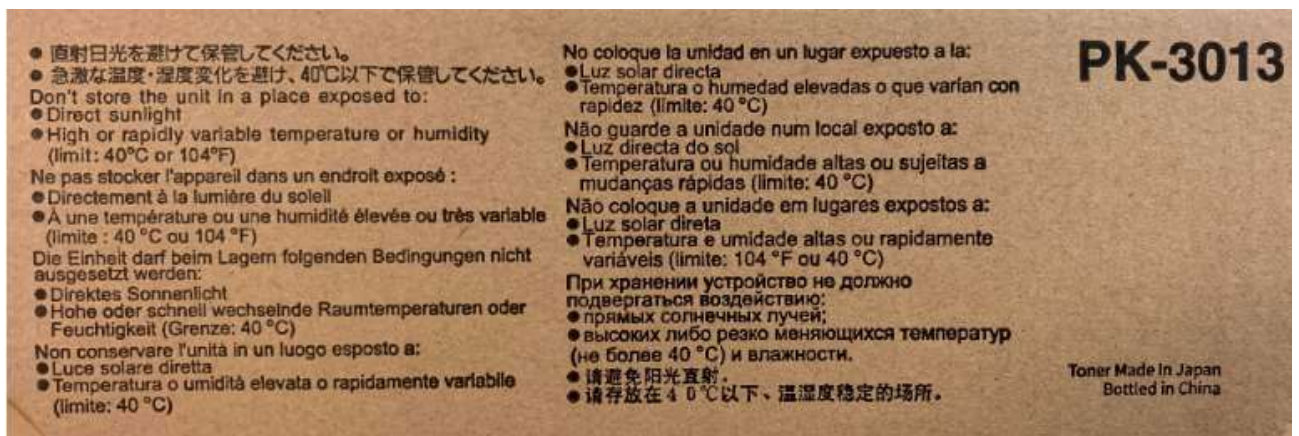 ● 直射日光を避けて保管してください。
● 急激な温度・湿度変化を避け、40℃以下で保管してください。
Don't store the unit in a place exposed to:
● Direct sunlight
● High or rapidly variable temperature or humidity
(limit: 40°C or 104°F)
Ne pas stocker l'appareil dans un endroit exposé :
● Directement à la lumière du soleil
● À une température ou une humidité élevée ou très variable
(limite : 40 °C ou 104 °F)
Die Einheit darf beim Lagern folgenden Bedingungen nicht
ausgesetzt werden:
● Direktes Sonnenlicht
● Hohe oder schnell wechselnde Raumtemperaturen oder
Feuchtigkeit (Grenze: 40 °C)
Non conservare l'unità in un luogo esposto a:
● Luce solare diretta
● Temperatura o umidità elevata o rapidamente variabile
(limite: 40 °C)
No coloque la unidad en un lugar expuesto a la:
● Luz solar directa
● Temperatura o humedad elevadas o que varían con
rapidez (límite: 40 °C)
Não guarde a unidade num local exposto a:
● Luz directa do sol
● Temperatura ou humidade altas ou sujeitas a
mudanças rápidas (limite: 40 °C)
Não coloque a unidade em lugares expostos a:
● Luz solar direta
● Temperatura e umidade altas ou rapidamente
variáveis (limite: 104 °F ou 40 °C)
При хранении устройство не должно
подвергаться воздействию:
● прямых солнечных лучей;
● высоких либо резко меняющихся температур
(не более 40 °C) и влажности.
● 请避免阳光直射.
● 请存放在40℃以下、温湿度稳定的场所。
PK-3013
Toner Made In Japan
Bottled in China